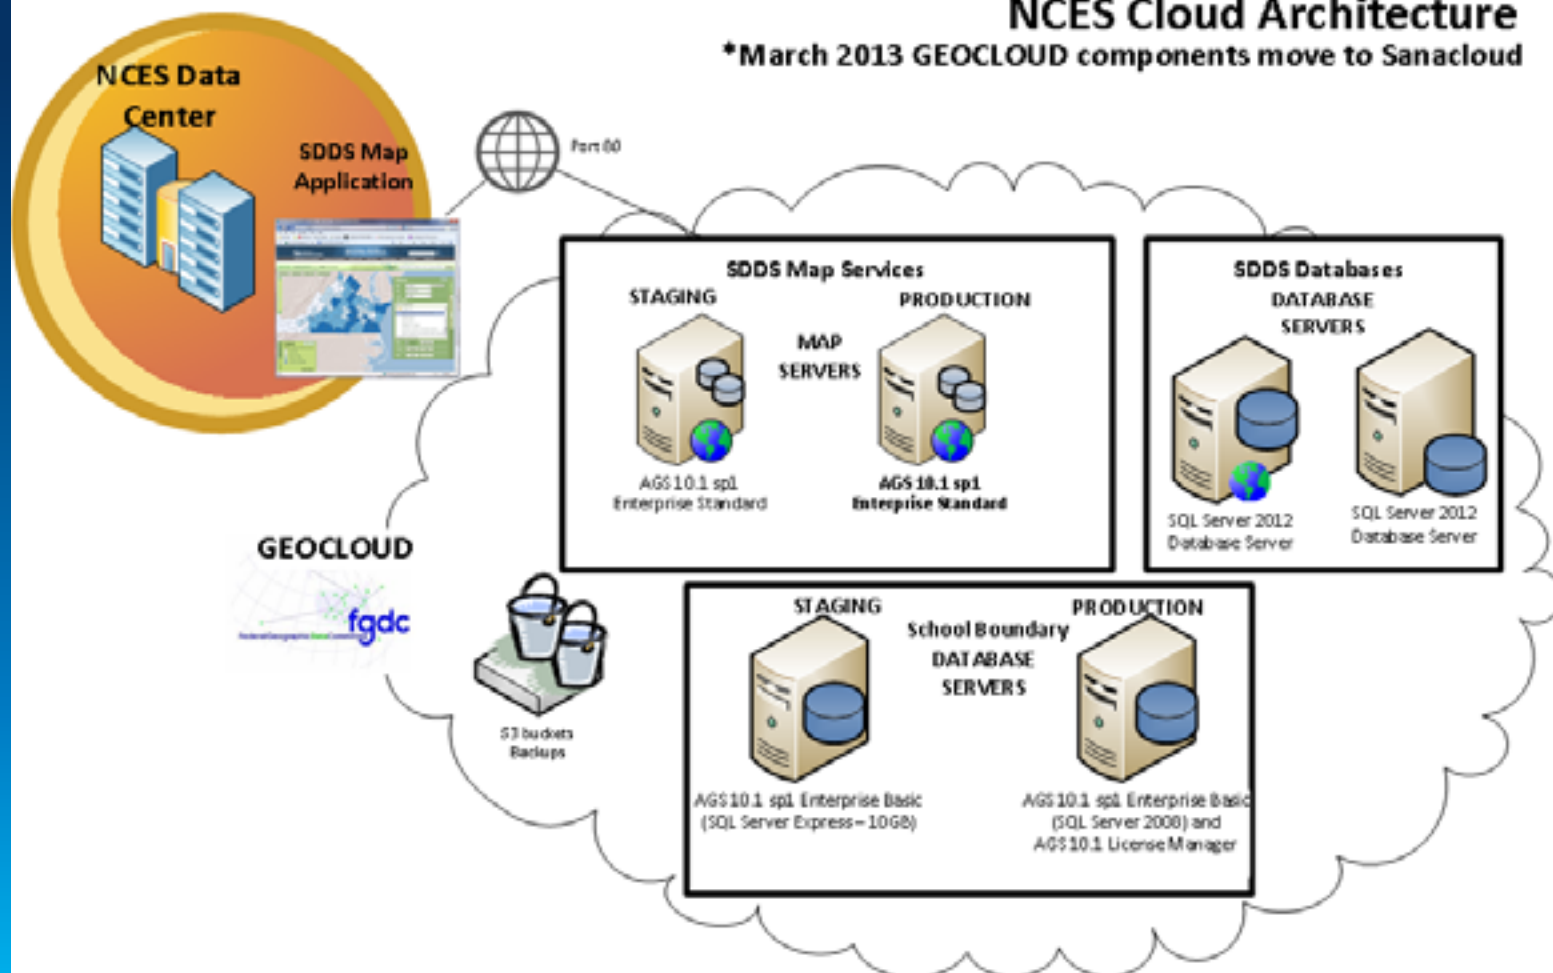 NCES Cloud Architecture
*March 2013 GEOCLOUD components move to Sanacloud
NCES Data
Center
SDDS Map
Application
Port 80
SDDS Map Services
STAGING
PRODUCTION
MAP
SERVERS
AGS 10.1 sp1
Enterprise Standard
AGS 10.1 sp1
Enterprise Standard
SDDS Databases
DATABASE
SERVERS
SQL Server 2012
Database Server
SQL Server 2012
Database Server
GEOCLOUD
fgdc
S3 buckets
Backups
STAGING
PRODUCTION
School Boundary
DATABASE
SERVERS
AGS 10.1 sp1 Enterprise Basic
(SQL Server Express – 10GB)
AGS 10.1 sp1 Enterprise Basic
(SQL Server 2008) and
AGS 10.1 License Manager